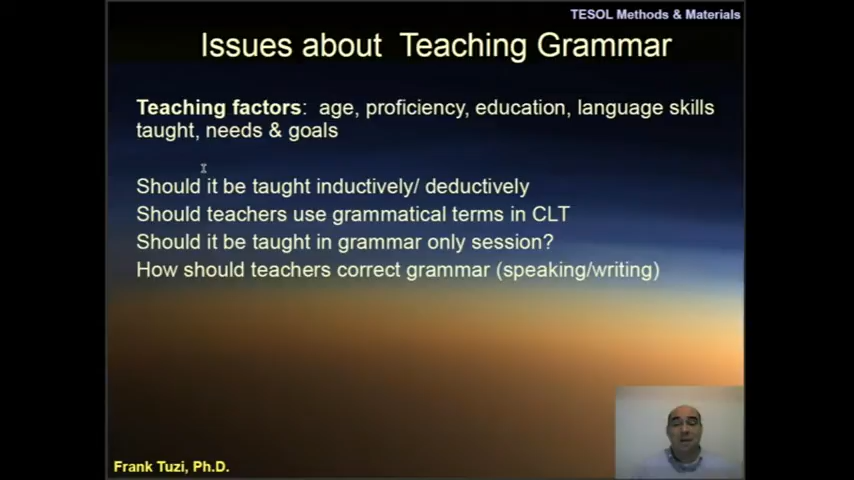 TESOL Methods & Materials
Issues about Teaching Grammar
Teaching factors: age, proficiency, education, language skills
taught, needs & goals
Should it be taught inductively/ deductively
Should teachers use grammatical terms in CLT
Should it be taught in grammar only session?
How should teachers correct grammar (speaking/writing)
Frank Tuzi, Ph.D.